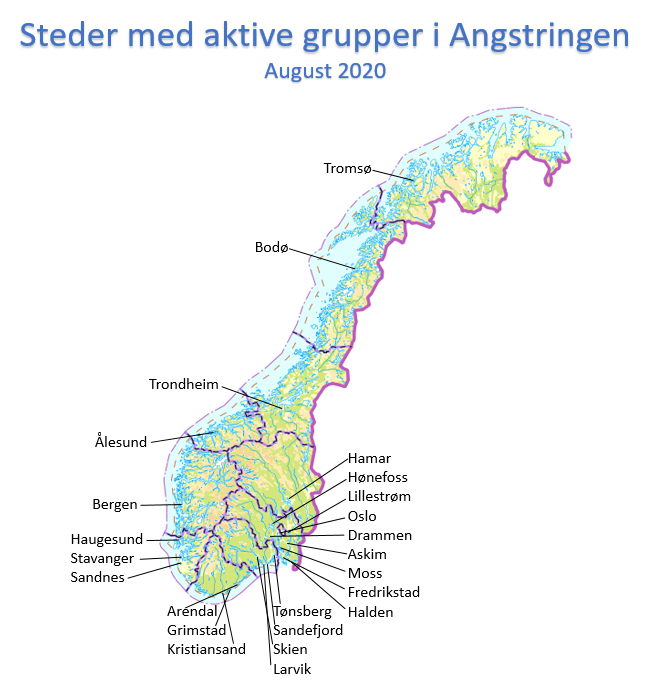 Steder med aktive grupper i Angstringen
August 2020
Tromsø
Bodø
Trondheim
Ålesund
Bergen
Haugesund
Stavanger
Sandnes
Hamar
Hønefoss
Lillestrøm
Oslo
Drammen
Askim
Moss
Fredrikstad
Halden
Arendal
Grimstad
Kristiansand
Tønsberg
Sandefjord
Skien
Larvik